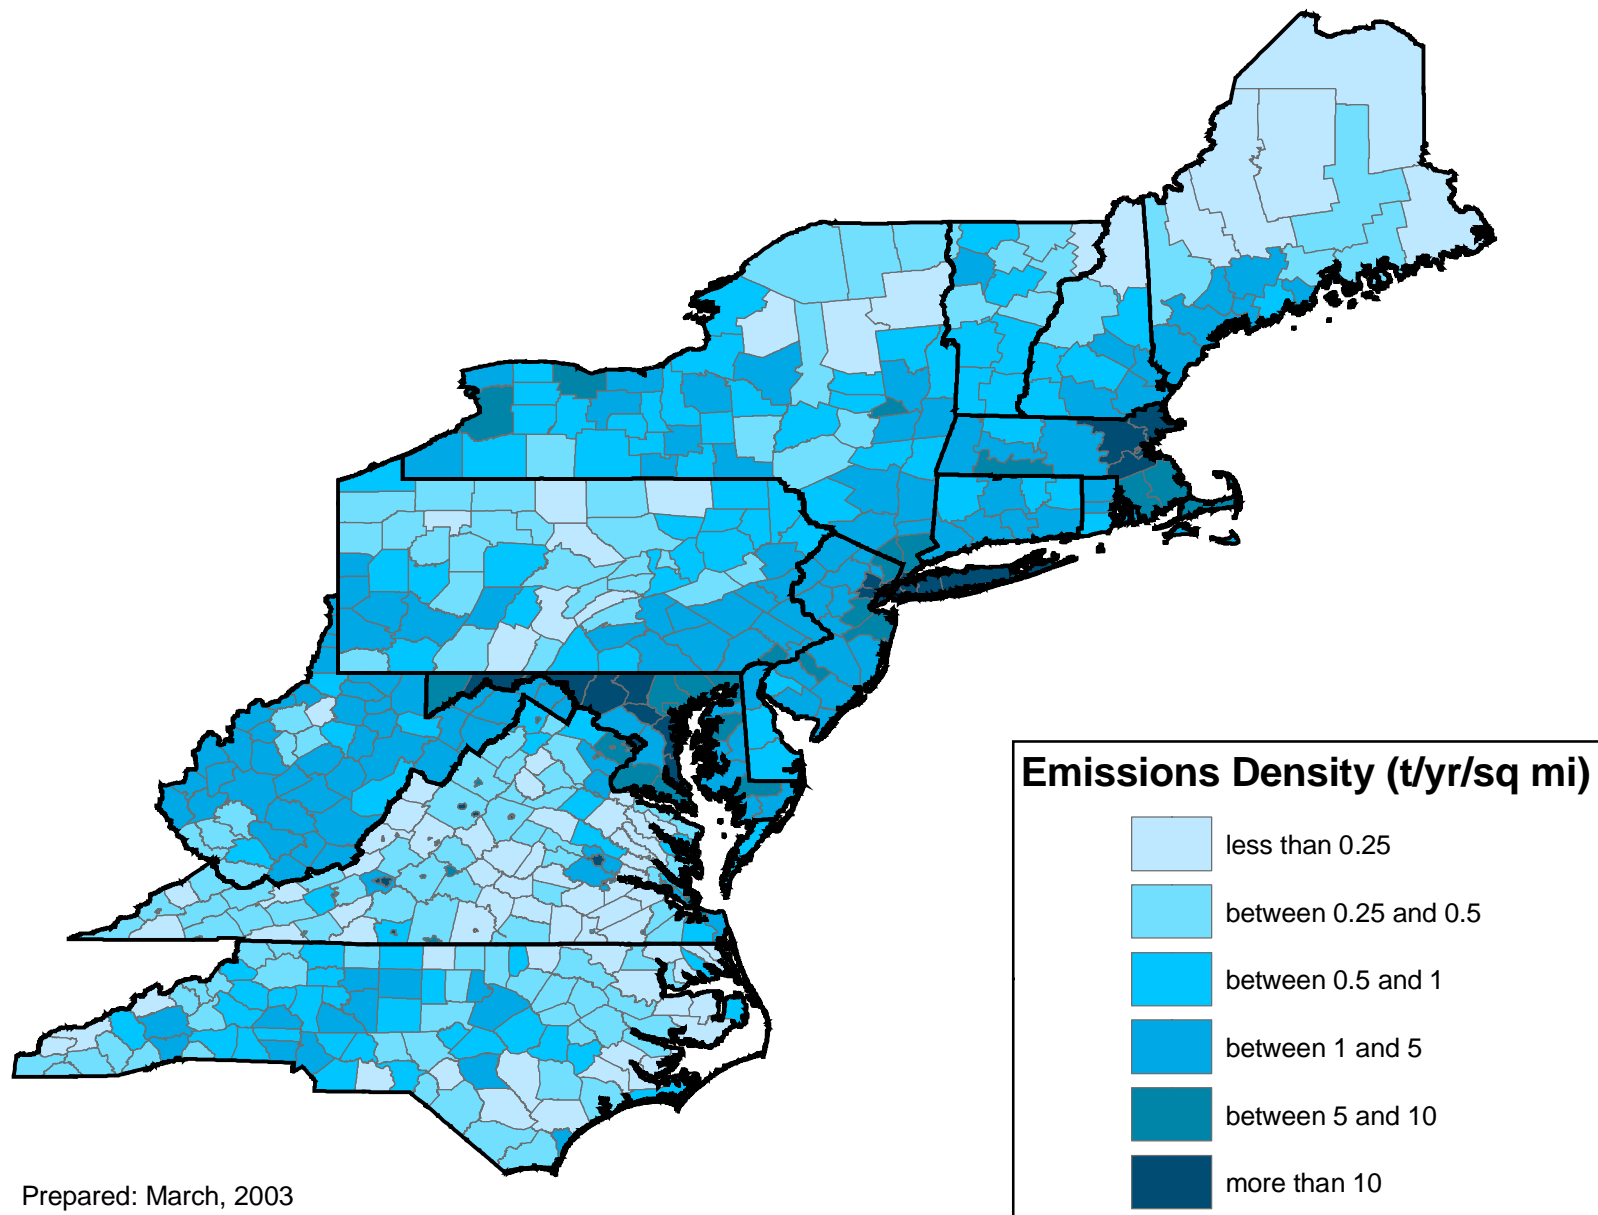 Emissions Density (t/yr/sq mi)
less than 0.25
between 0.25 and 0.5
between 0.5 and 1
between 1 and 5
between 5 and 10
more than 10
Prepared: March, 2003